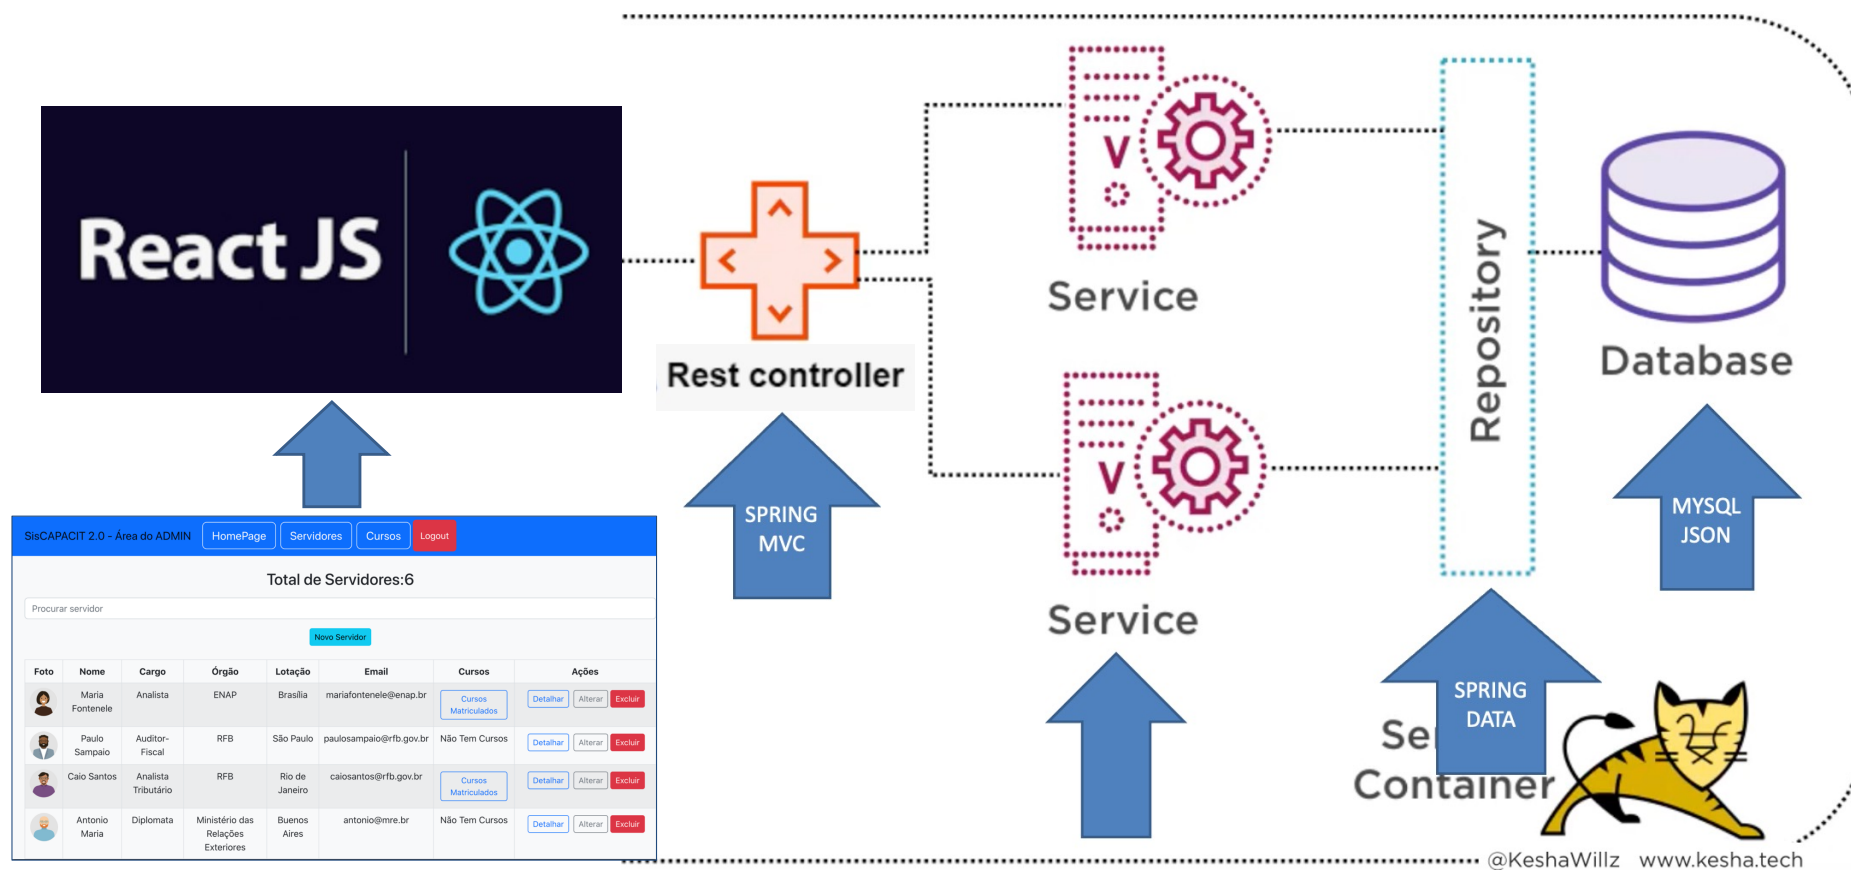 React JS
Rest controller
Service
Service
Repository
Database
SPRING
MVC
MYSQL
JSON
SPRING
DATA
Container
@KeshaWillz www.kesha.tech
SisCAPACIT 2.0 - Área do ADMIN HomePage Servidores Cursos Logout
Total de Servidores:6
Procurar servidor
Novo Servidor
Foto Nome Cargo Órgão Lotação Email Cursos Ações
Maria Fontenele Analista ENAP Brasília mariafontenele@enap.br Cursos Matriculados Detalhar Alterar Excluir
Paulo Sampaio Auditor-Fiscal RFB São Paulo paulosampaio@rfb.gov.br Não Tem Cursos Detalhar Alterar Excluir
Caio Santos Analista Tributário RFB Rio de Janeiro caiosantos@rfb.gov.br Cursos Matriculados Detalhar Alterar Excluir
Antonio Maria Diplomata Ministério das Relações Exteriores Buenos Aires antonio@mre.br Não Tem Cursos Detalhar Alterar Excluir